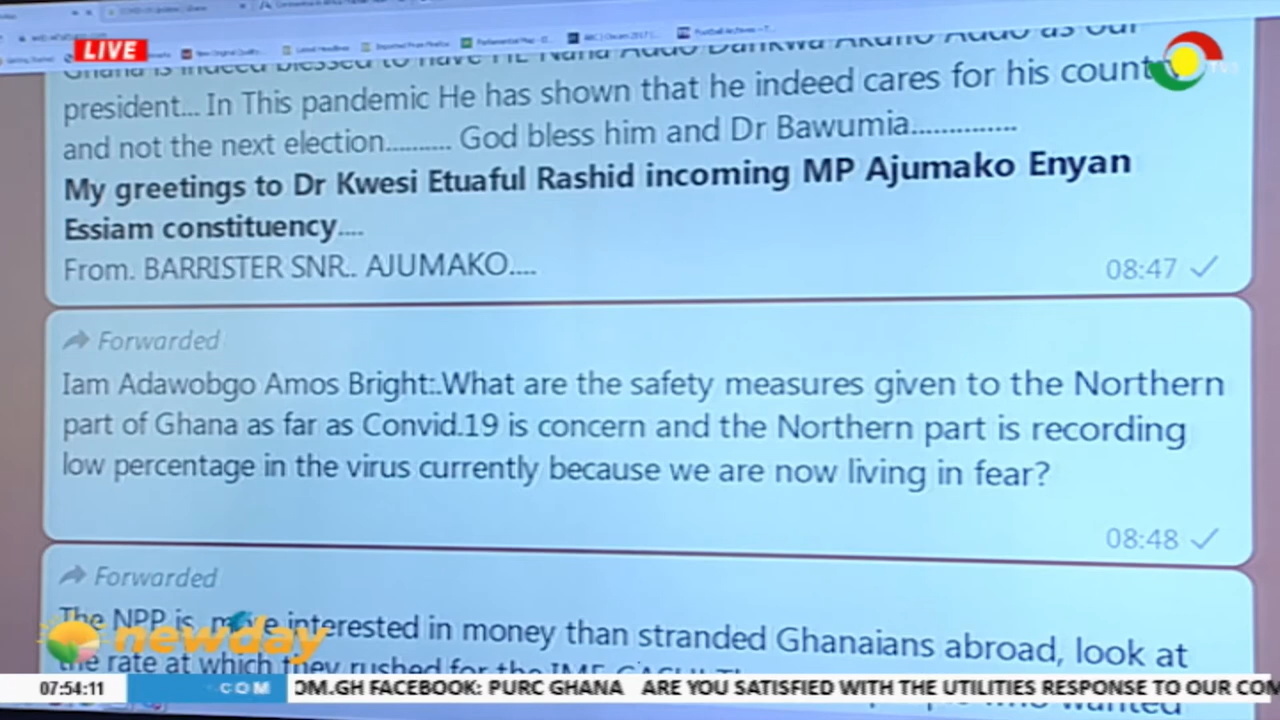 LIVE
Ghana is indeed blessed to have HE Nana Addo Dankwa Akuffo Addo as our
president... In This pandemic He has shown that he indeed cares for his
and not the next election.......... God bless him and Dr Bawumia...............
My greetings to Dr Kwesi Etuaful Rashid incoming MP Ajumako Enyan
Essiam constituency....
From. BARRISTER SNR.. AJUMAKO....
08:47
Forwarded
Iam Adawobgo Amos Bright:.What are the safety measures given to the Northern
part of Ghana as far as Convid.19 is concern and the Northern part is recording
low percentage in the virus currently because we are now living in fear?
08:48
Forwarded
The NPP is more interested in money than stranded Ghanaians abroad, look at
the rate at which they rushed for the IMF
newday
07:54:11
COM
OM.GH FACEBOOK: PURC GHANA ARE YOU SATISFIED WITH THE UTILITIES RESPONSE TO OUR COM
wanted